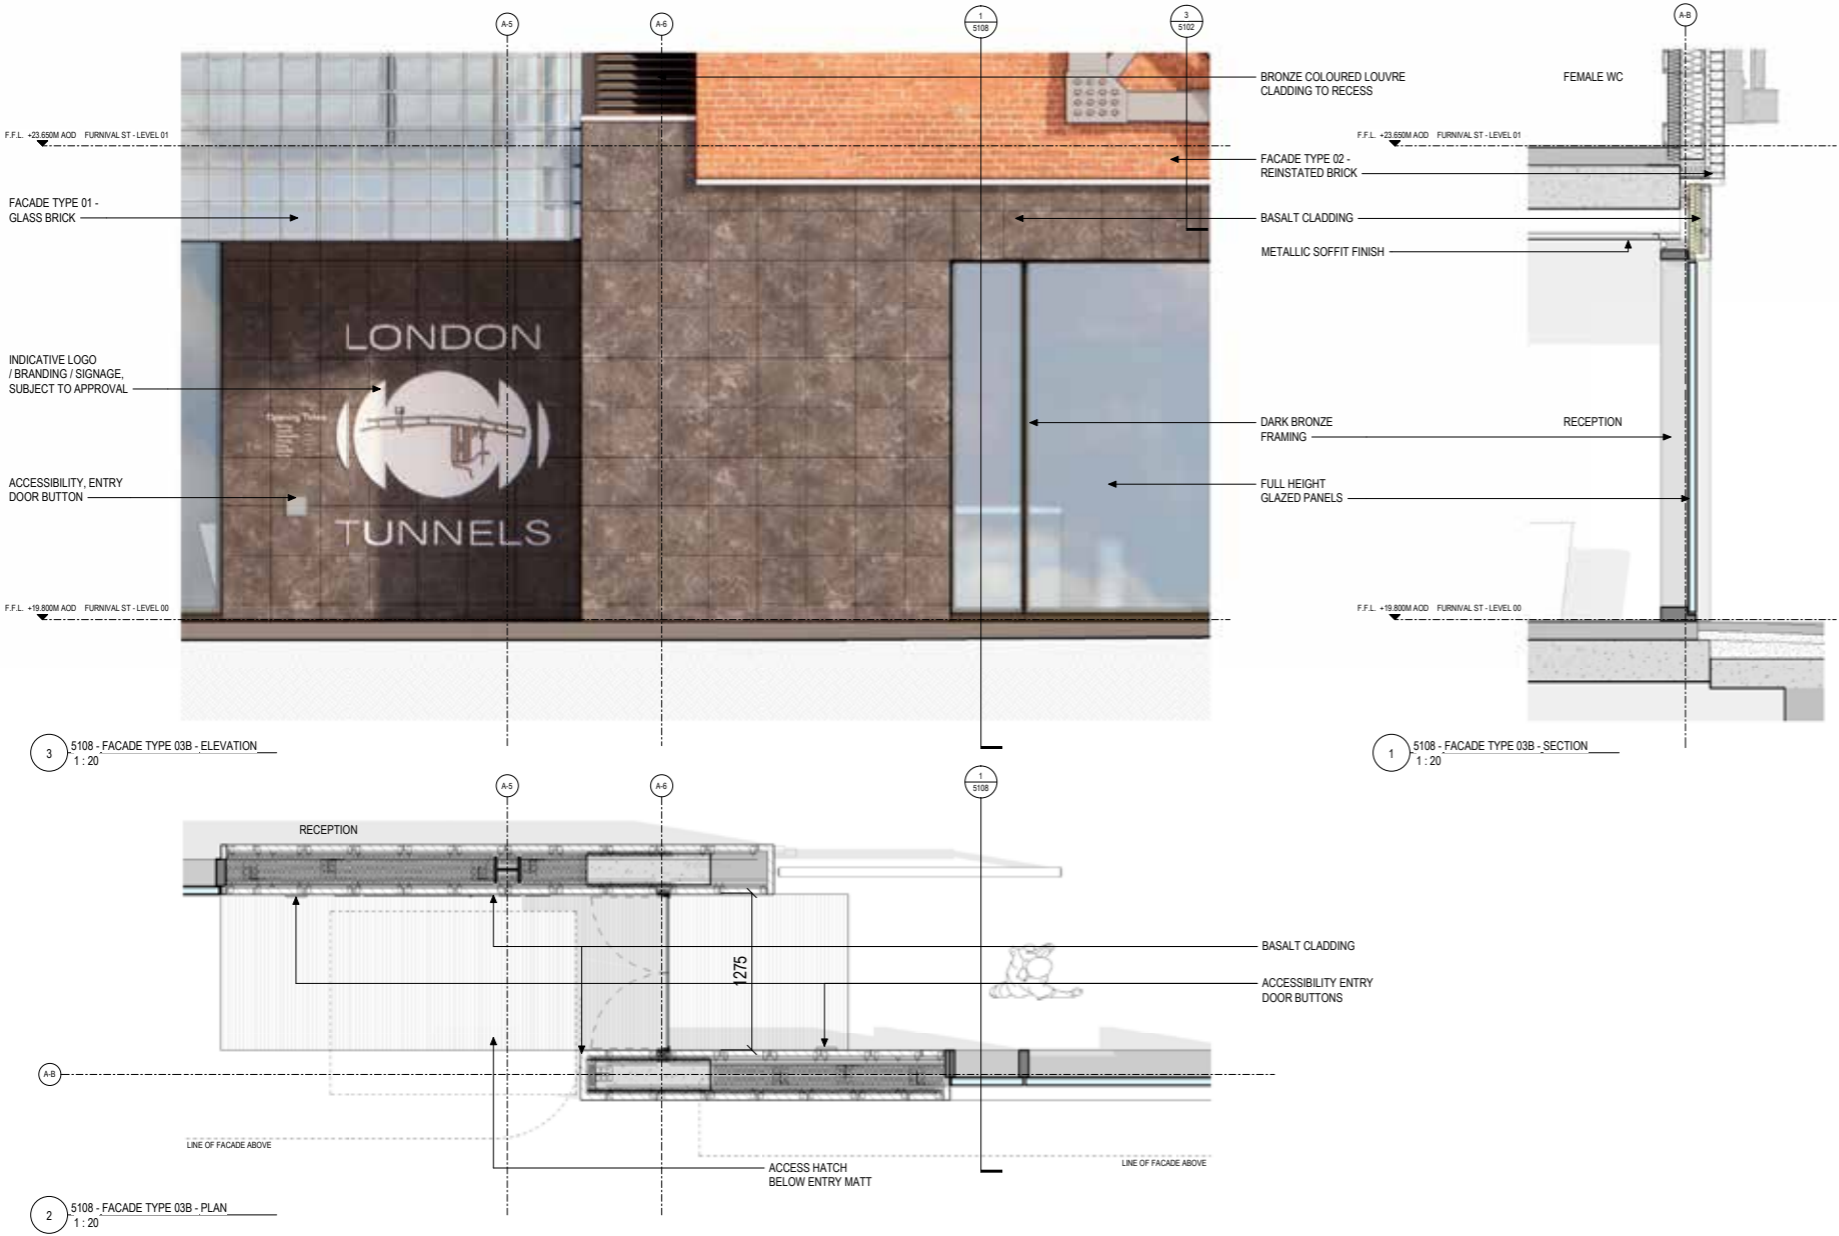 A-5
A-6
1
5108
3
5102
A-B
BRONZE COLOURED LOUVRE
CLADDING TO RECESS
FEMALE WC
F.F.L. +23.650M AOD FURNIVAL ST - LEVEL 01
F.F.L. +23.650M AOD FURNIVAL ST - LEVEL 01
FACADE TYPE 02 -
REINSTATED BRICK
FACADE TYPE 01 -
GLASS BRICK
BASALT CLADDING
METALLIC SOFFIT FINISH
LONDON
INDICATIVE LOGO
/ BRANDING / SIGNAGE,
SUBJECT TO APPROVAL
Opening Times
DARK BRONZE
FRAMING
RECEPTION
ACCESSIBILITY, ENTRY
DOOR BUTTON
FULL HEIGHT
GLAZED PANELS
TUNNELS
F.F.L. +19.800M AOD FURNIVAL ST - LEVEL 00
F.F.L. +19.800M AOD FURNIVAL ST - LEVEL 00
3
5108 - FACADE TYPE 03B - ELEVATION
1 : 20
1
5108 - FACADE TYPE 03B - SECTION
1 : 20
A-5
A-6
1
5108
RECEPTION
1275
BASALT CLADDING
ACCESSIBILITY ENTRY
DOOR BUTTONS
A-B
LINE OF FACADE ABOVE
LINE OF FACADE ABOVE
ACCESS HATCH
BELOW ENTRY MATT
2
5108 - FACADE TYPE 03B - PLAN
1 : 20